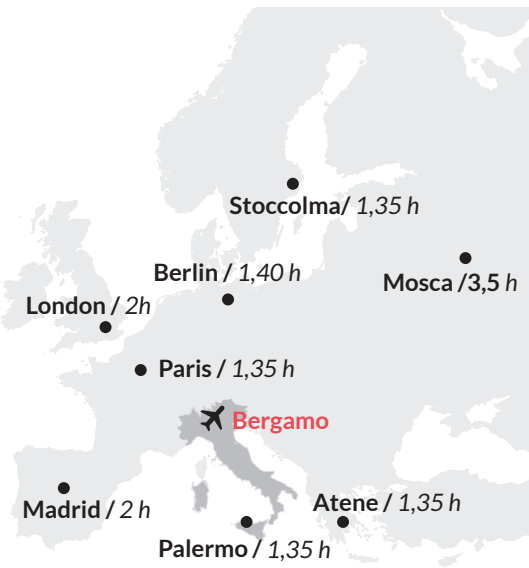 Stoccolma/ 1,35 h
Berlin / 1,40 h
Mosca /3,5 h
London / 2h
Paris / 1,35 h
Bergamo
Madrid / 2 h
Atene / 1,35 h
Palermo / 1,35 h